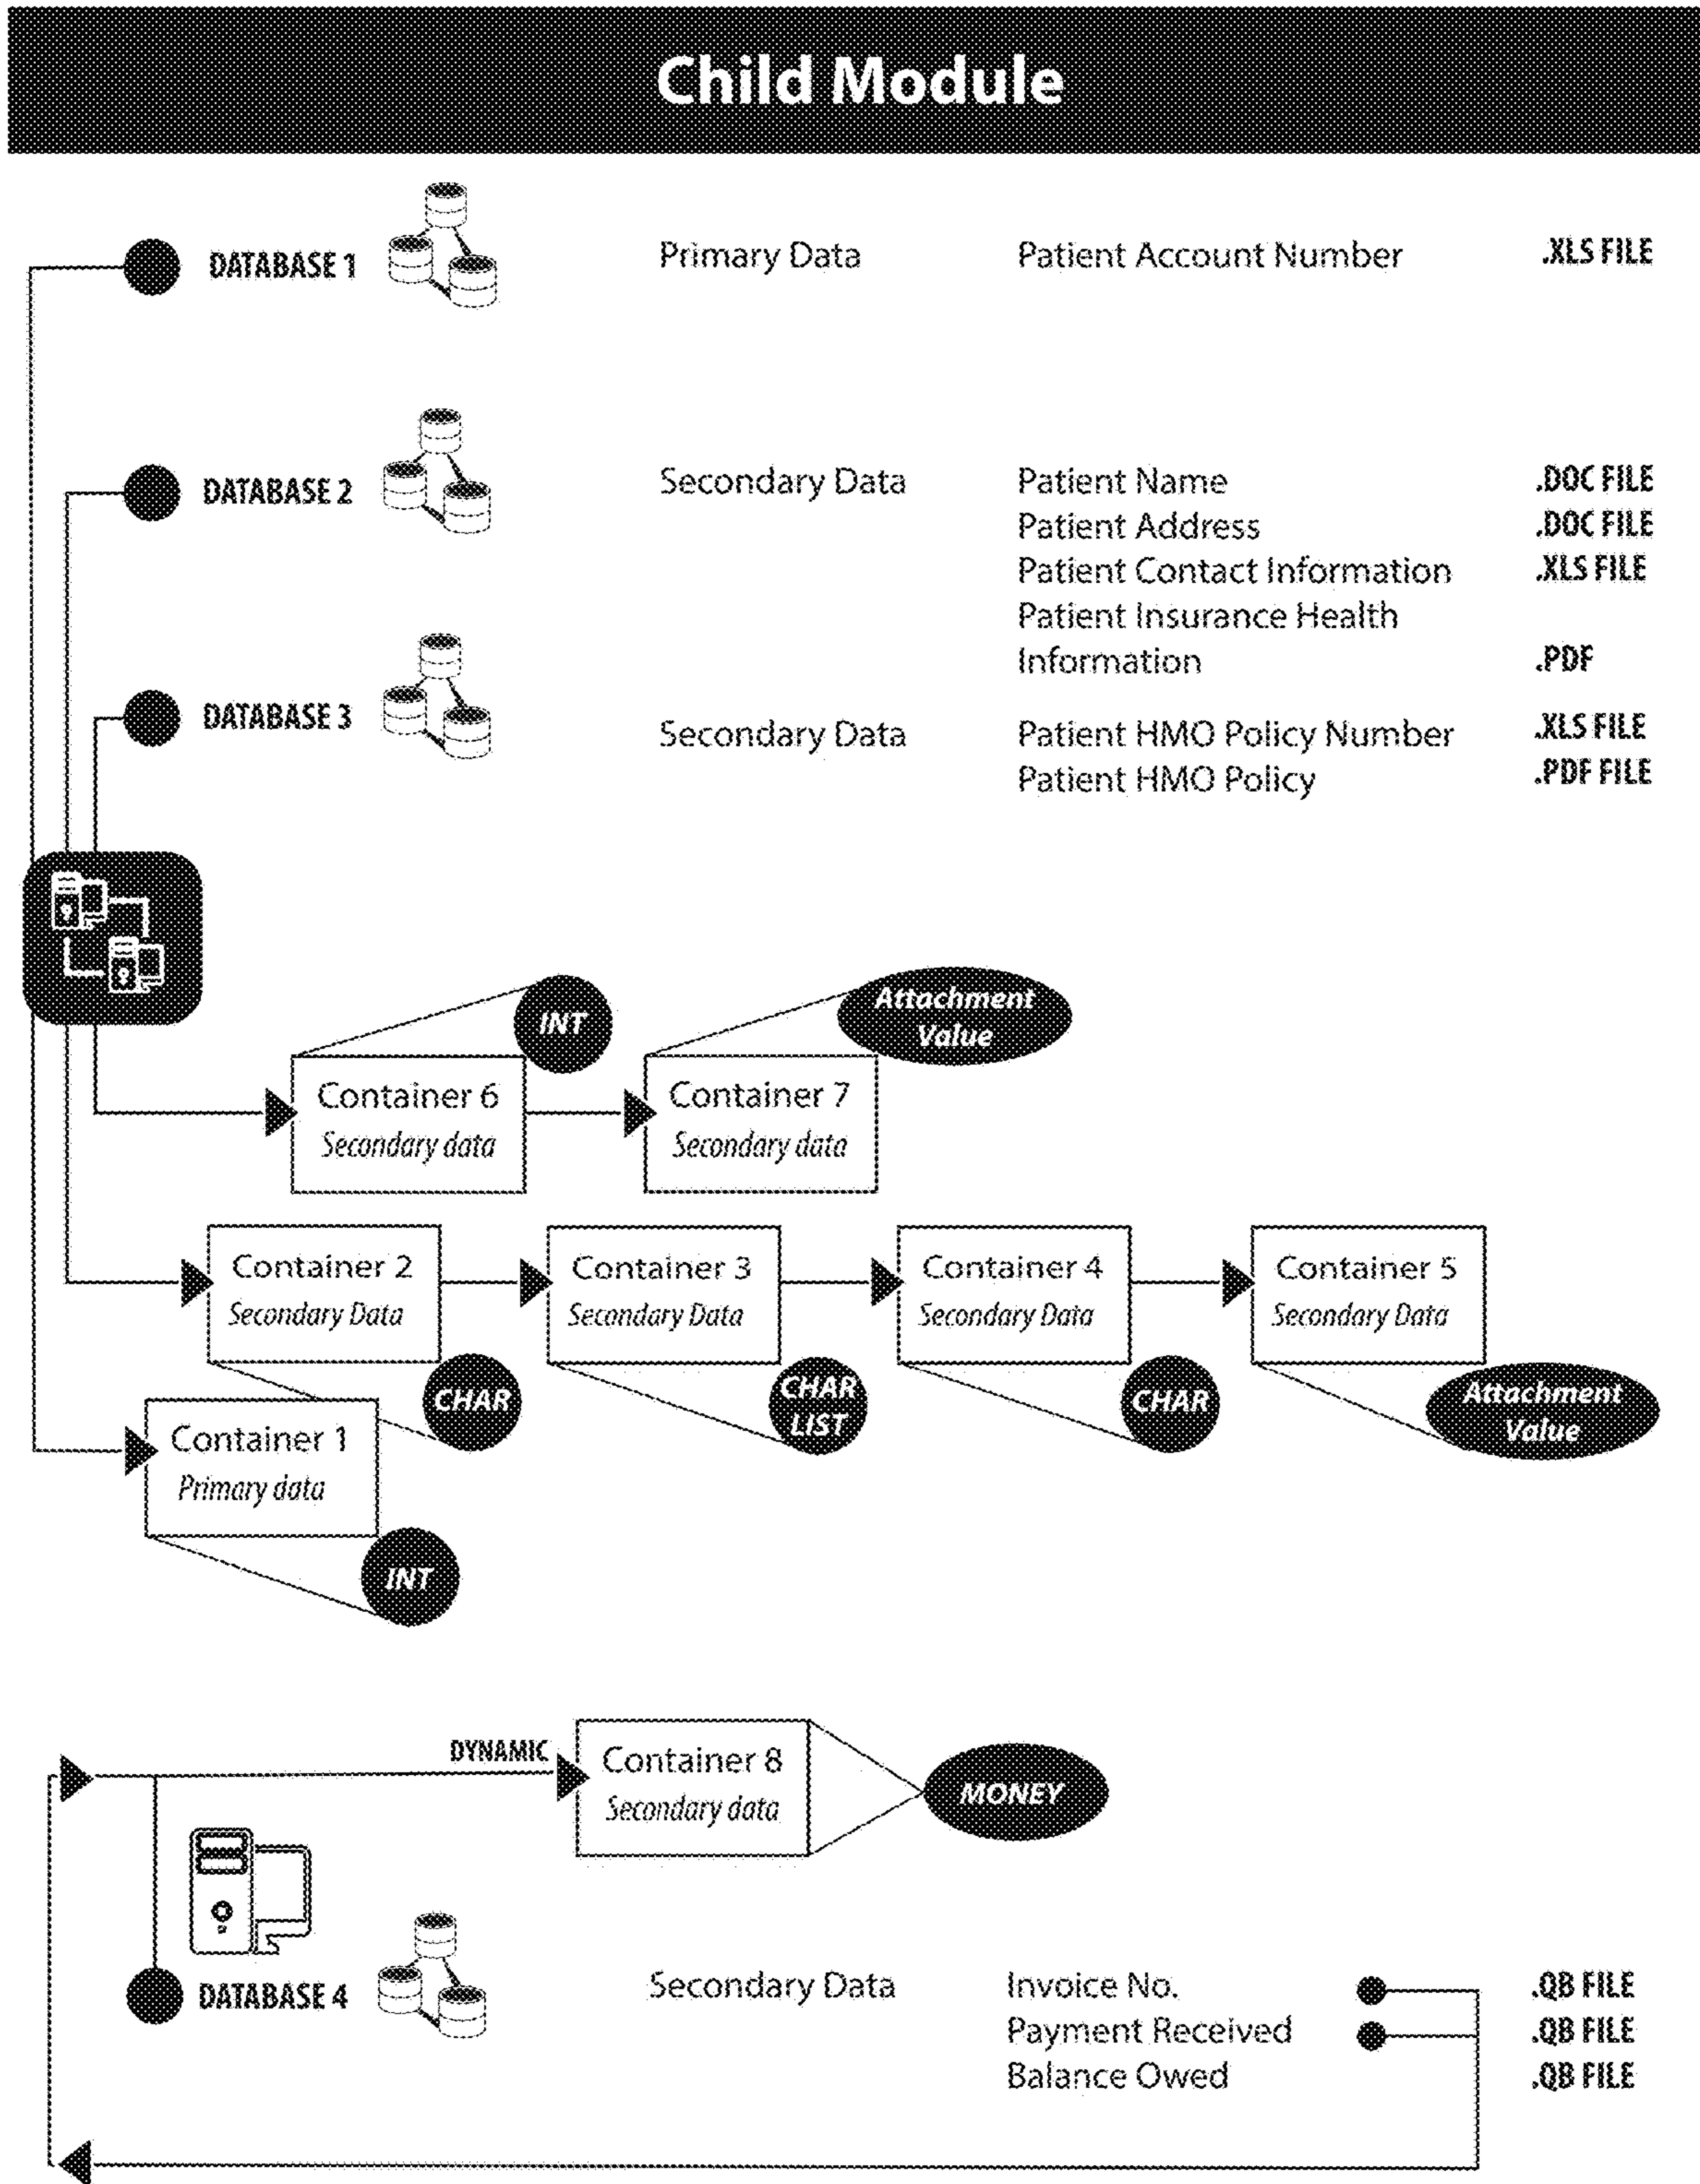 Child Module
DATABASE 1
Primary Data
Patient Account Number
.XLS FILE
DATABASE 2
Secondary Data
Patient Name
.DOC FILE
Patient Address
.DOC FILE
Patient Contact Information
.XLS FILE
Patient Insurance Health
Information
.PDF
DATABASE 3
Secondary Data
Patient HMO Policy Number
.XLS FILE
Patient HMO Policy
.PDF FILE
INT
Attachment
Value
Container 6
Secondary data
Container 7
Secondary data
Container 2
Secondary Data
Container 3
Secondary Data
Container 4
Secondary Data
Container 5
Secondary Data
CHAR
CHAR
LIST
CHAR
Attachment
Value
Container 1
Primary data
INT
DYNAMIC
Container 8
Secondary data
MONEY
DATABASE 4
Secondary Data
Invoice No.
.QB FILE
Payment Received
.QB FILE
Balance Owed
.QB FILE